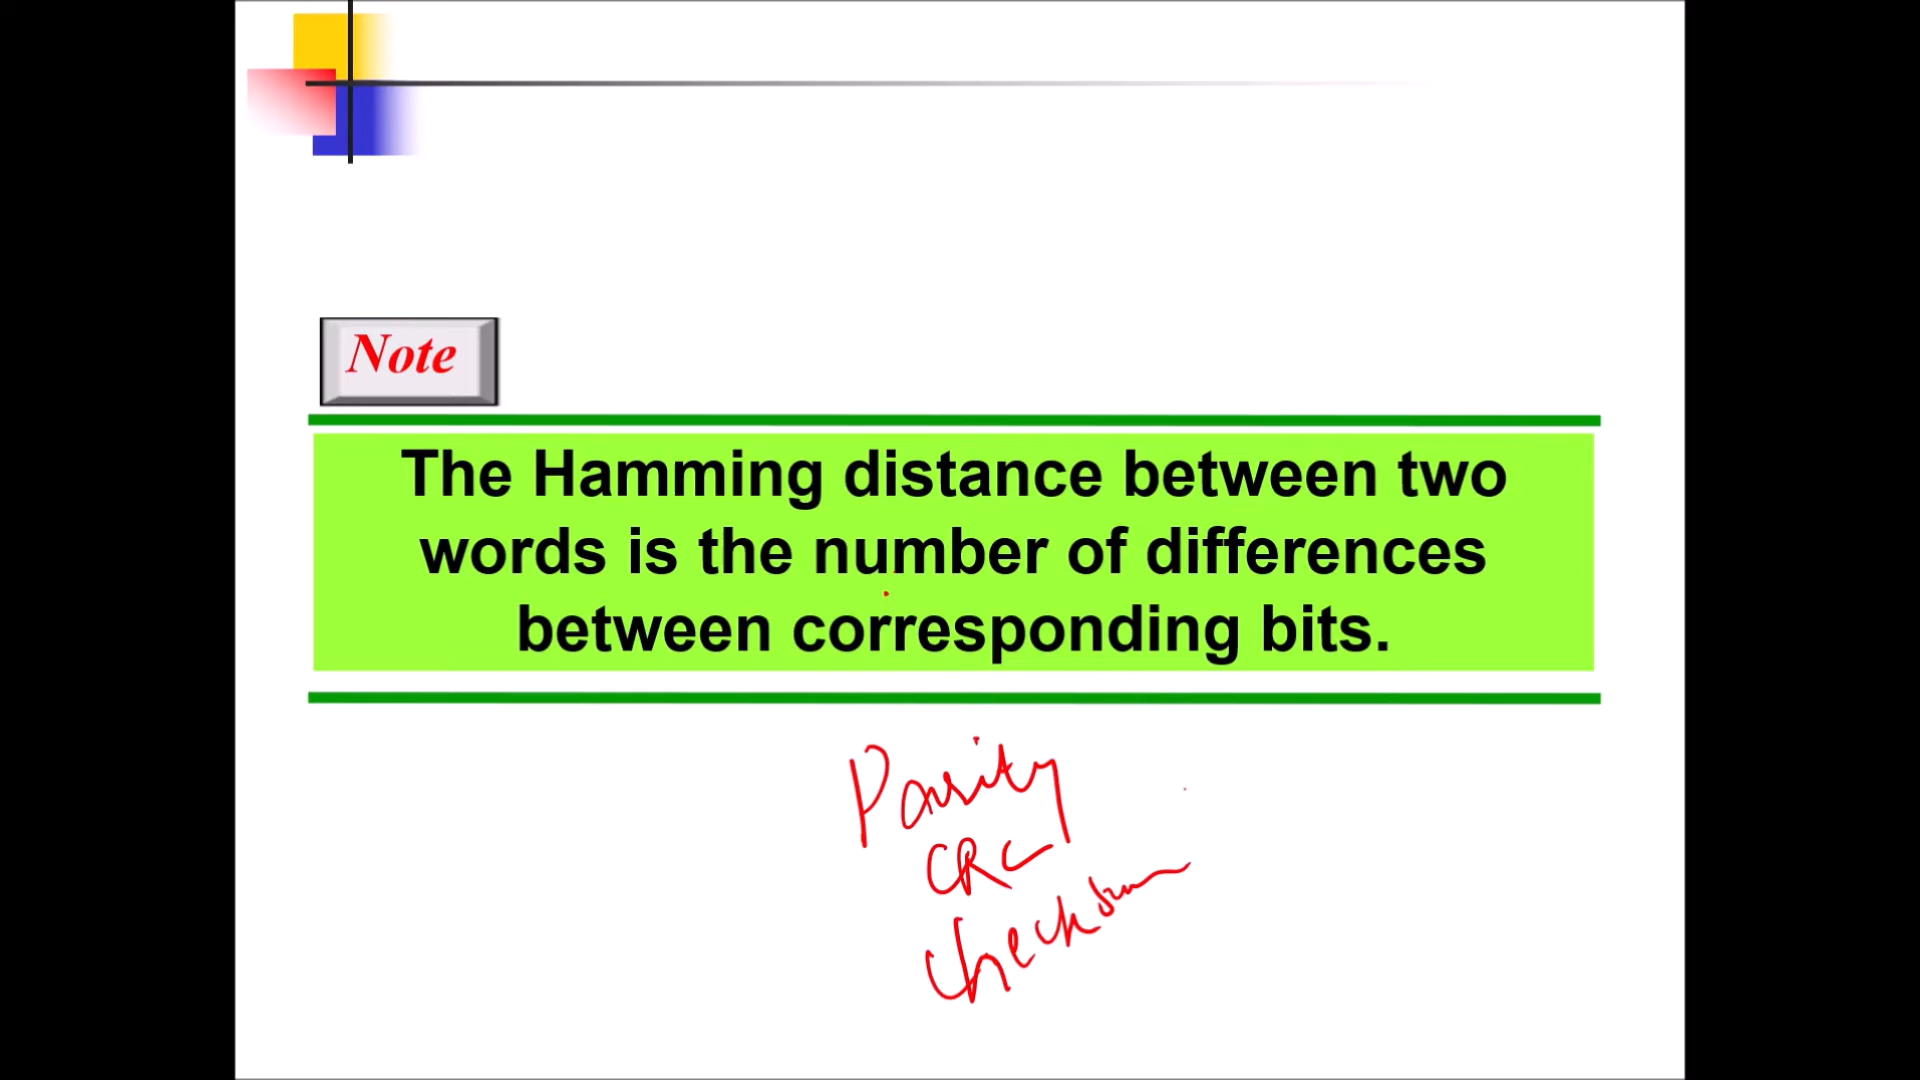 Note
The Hamming distance between two
words is the number of differences
between corresponding bits.
Parity
CRC
Checksum